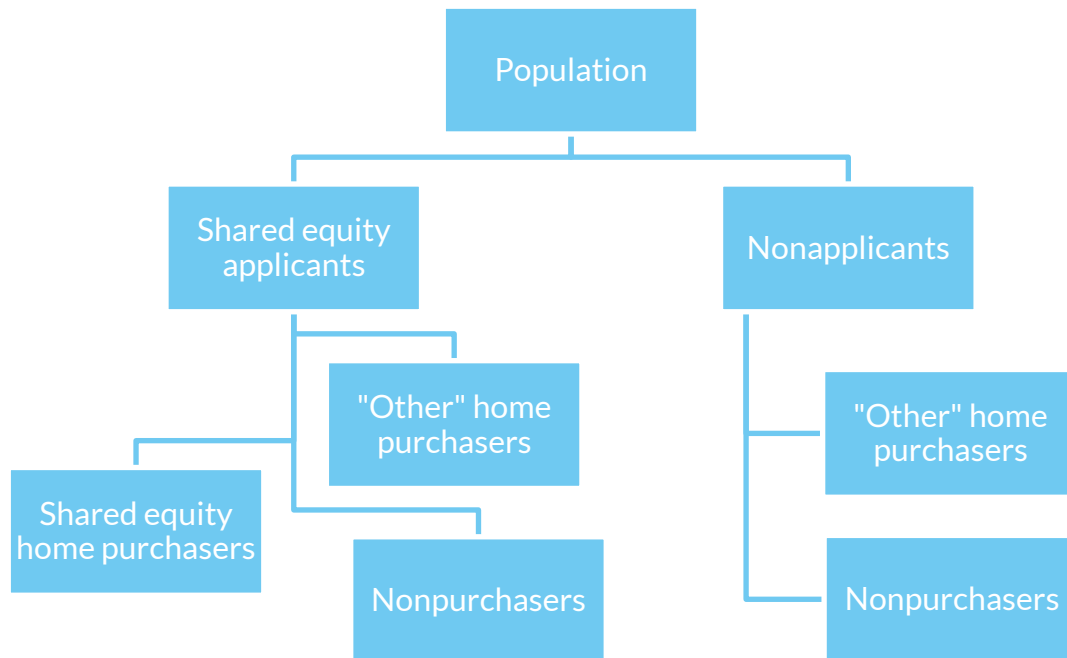 Population
Shared equity
applicants
Nonapplicants
"Other" home
purchasers
"Other" home
purchasers
Shared equity
home purchasers
Nonpurchasers
Nonpurchasers